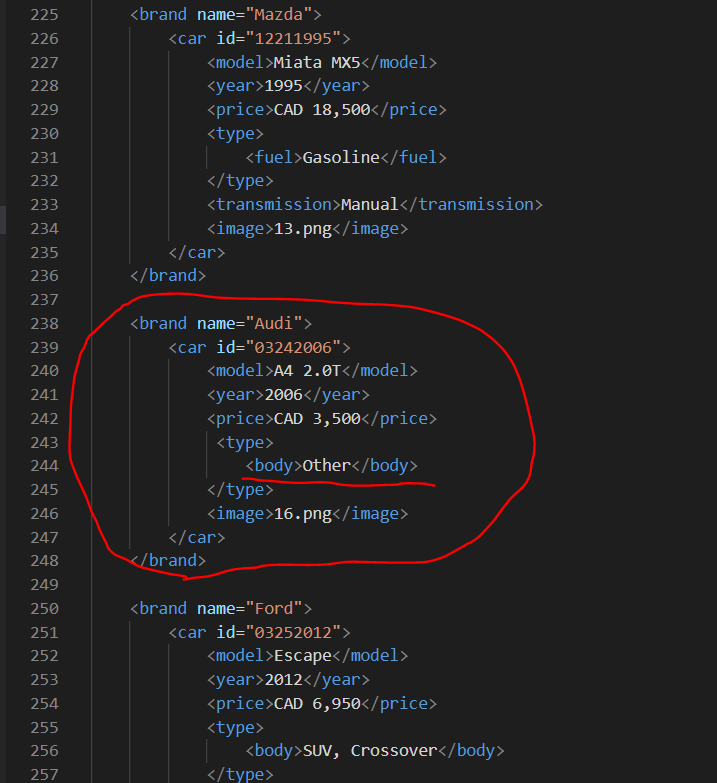 225 <brand name="Mazda">
226 <car id="12211995">
227 <model>Miata MX5</model>
228 <year>1995</year>
229 <price>CAD 18,500</price>
230 <type>
231 <fuel>Gasoline</fuel>
232 </type>
233 <transmission>Manual</transmission>
234 <image>13.png</image>
235 </car>
236 </brand>
237
238 <brand name="Audi">
239 <car id="03242006">
240 <model>A4 2.0T</model>
241 <year>2006</year>
242 <price>CAD 3,500</price>
243 <type>
244 <body>Other</body>
245 </type>
246 <image>16.png</image>
247 </car>
248 </brand>
249
250 <brand name="Ford">
251 <car id="03252012">
252 <model>Escape</model>
253 <year>2012</year>
254 <price>CAD 6,950</price>
255 <type>
256 <body>SUV, Crossover</body>
257 </type>